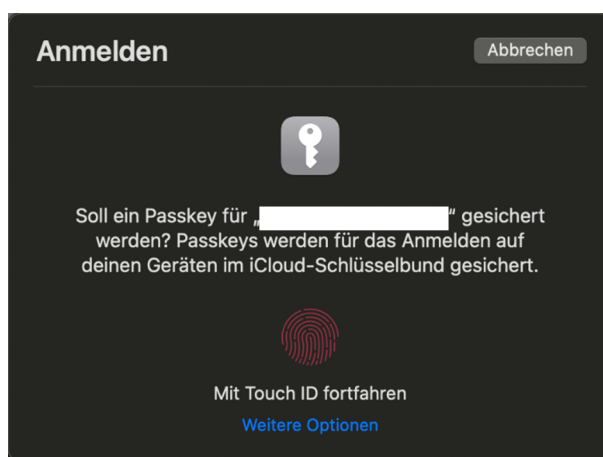 Anmelden
Abbrechen
Soll ein Passkey für „ “ gesichert
werden? Passkeys werden für das Anmelden auf
deinen Geräten im iCloud-Schlüsselbund gesichert.
Mit Touch ID fortfahren
Weitere Optionen